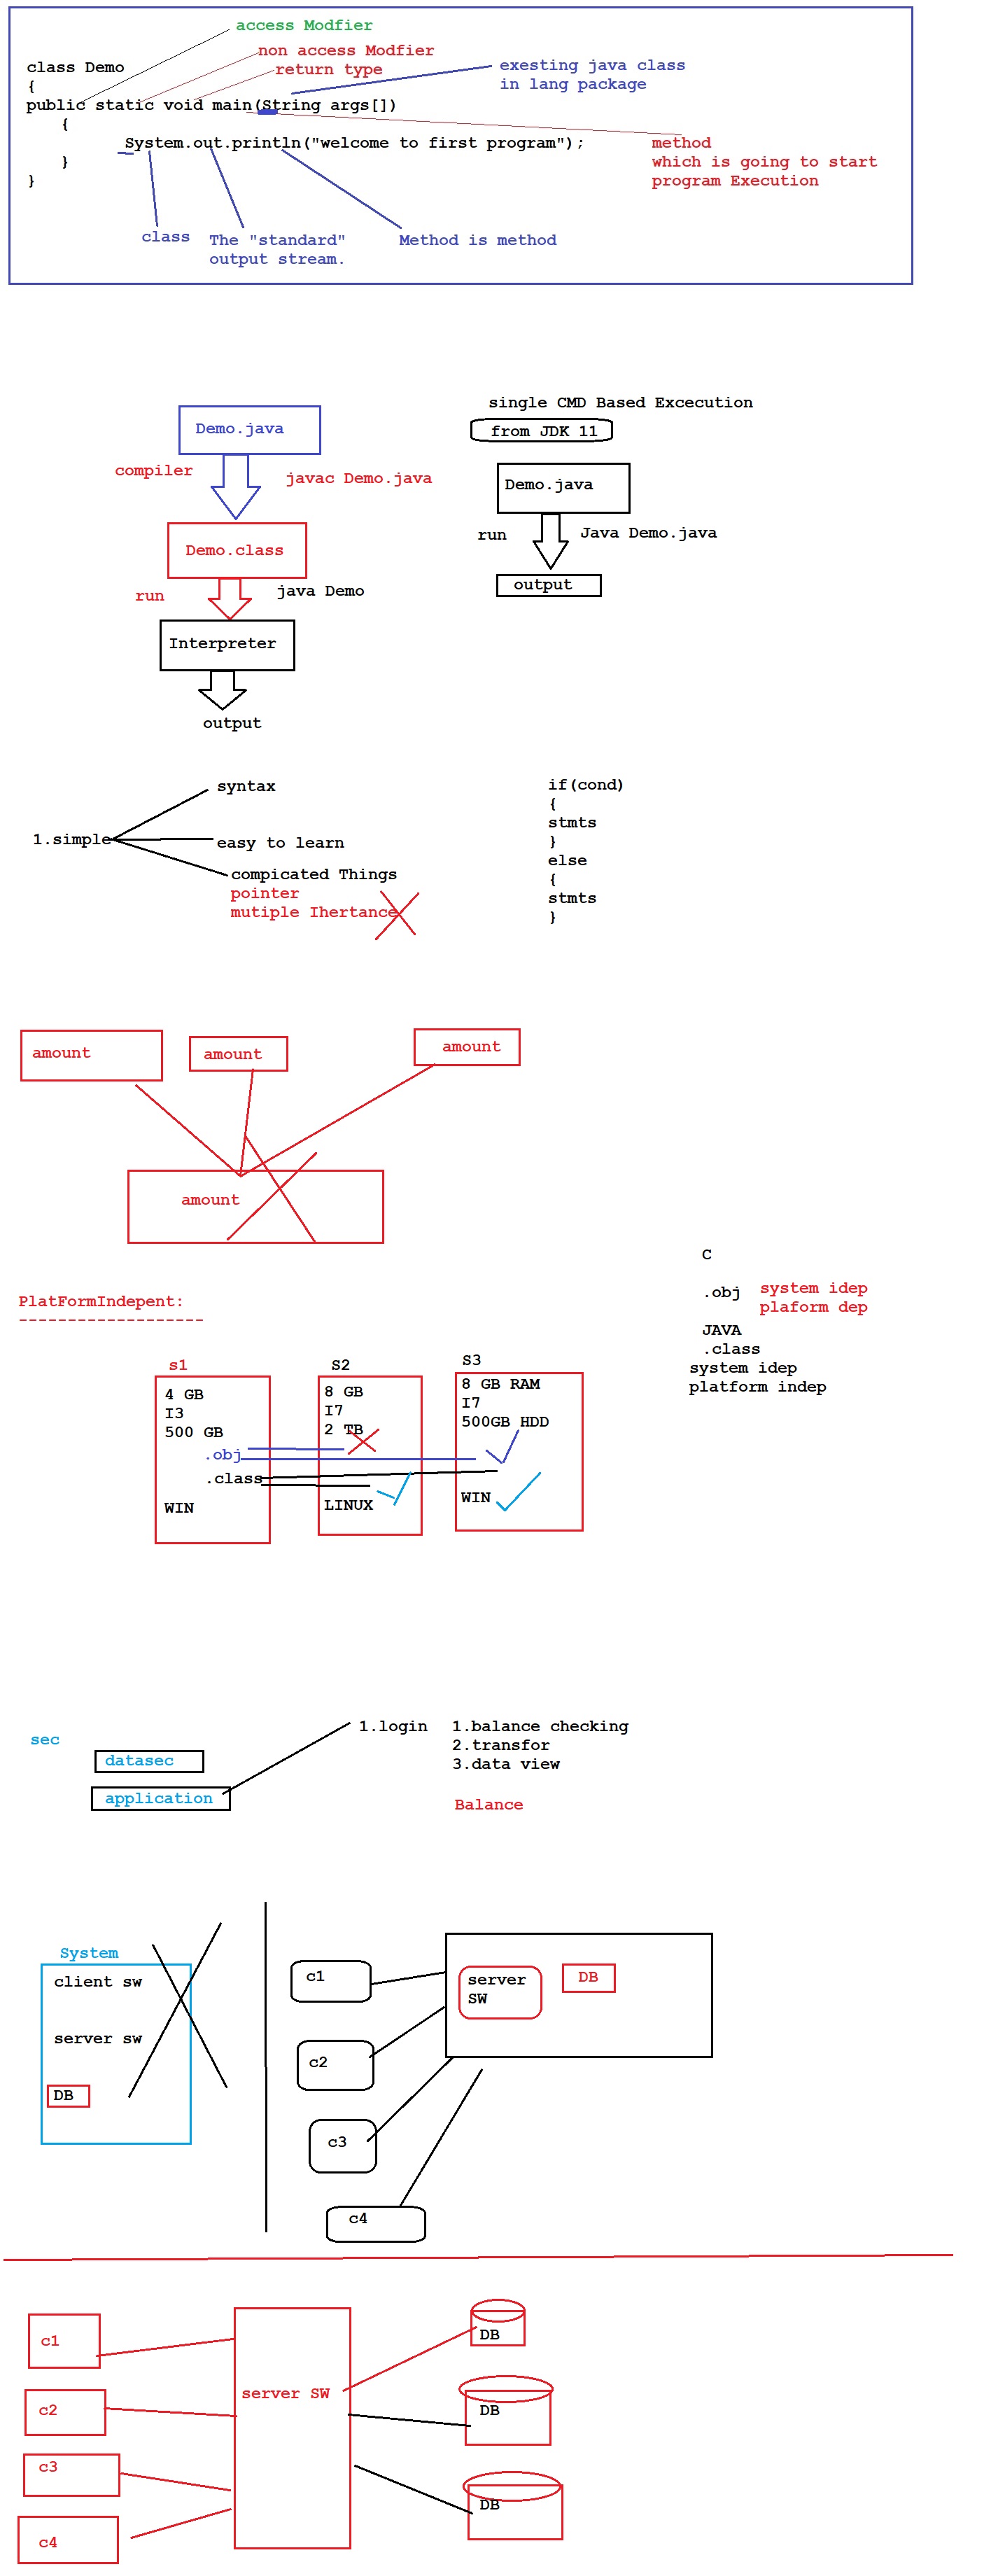 access Modfier
non access Modfier
return type
exesting java class
in lang package
class Demo
{
public static void main(String args[])
{
System.out.println("welcome to first program");
}
}
method
which is going to start
program Execution
class
The "standard"
output stream.
Method is method
single CMD Based Excecution
from JDK 11
Demo.java
compiler
javac Demo.java
Demo.class
run
java Demo
Interpreter
output
Demo.java
run
Java Demo.java
output
1.simple
syntax
easy to learn
compicated Things
pointer
mutiple Ihertance
if(cond)
{
stmts
}
else
{
stmts
}
amount
amount
amount
amount
C
.obj
system idep
plaform dep
JAVA
.class
system idep
platform indep
PlatFormIndepent:
-------------------
s1
4 GB
I3
500 GB
.obj
.class
WIN
S2
8 GB
I7
2 TB
LINUX
S3
8 GB RAM
I7
500GB HDD
WIN
sec
datasec
application
1.login
1.balance checking
2.transfor
3.data view
Balance
System
client sw
server sw
DB
c1
c2
c3
c4
server
SW
DB
c1
c2
c3
c4
server SW
DB
DB
DB